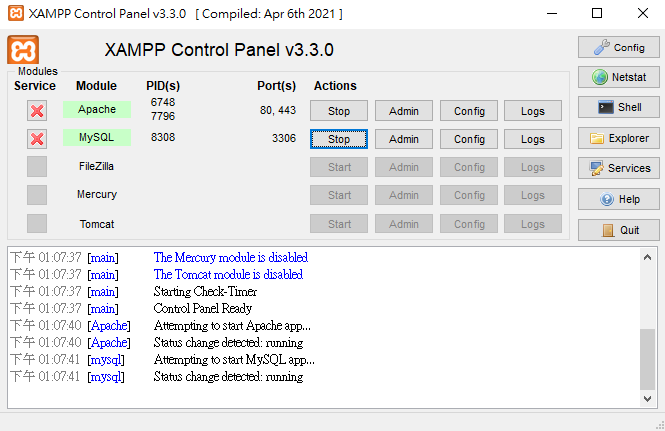 XAMPP Control Panel v3.3.0 [ Compiled: Apr 6th 2021 ]
XAMPP Control Panel v3.3.0
Config
Modules
Service Module PID(s) Port(s) Actions
Netstat
Apache 6748 7796 80, 443 Stop Admin Config Logs
Shell
MySQL 8308 3306 Stop Admin Config Logs
Explorer
FileZilla Start Admin Config Logs
Services
Mercury Start Admin Config Logs
Help
Tomcat Start Admin Config Logs
Quit
下午 01:07:37 [main] The Mercury module is disabled
下午 01:07:37 [main] The Tomcat module is disabled
下午 01:07:37 [main] Starting Check-Timer
下午 01:07:37 [main] Control Panel Ready
下午 01:07:40 [Apache] Attempting to start Apache app...
下午 01:07:40 [Apache] Status change detected: running
下午 01:07:41 [mysql] Attempting to start MySQL app...
下午 01:07:41 [mysql] Status change detected: running